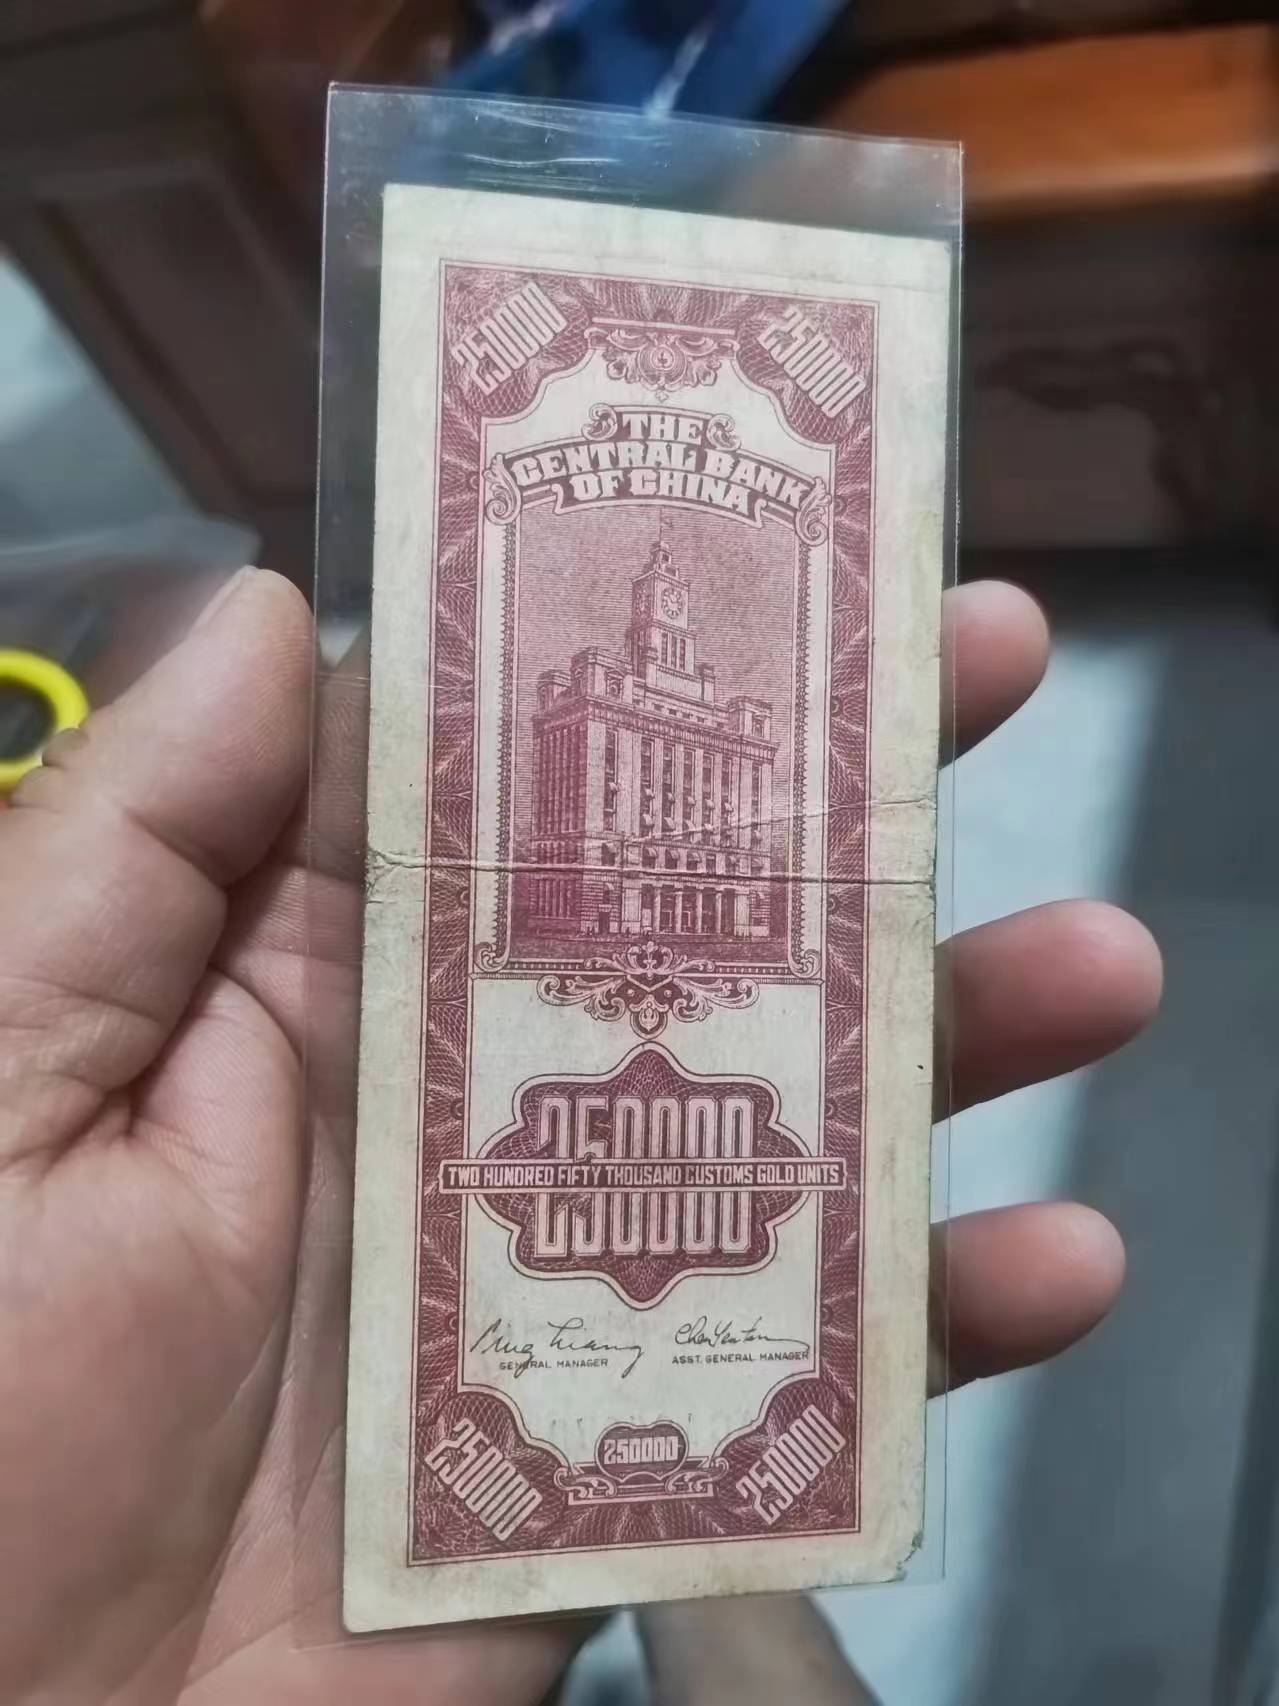 250000 250000
THE
CENTRAL BANK
OF CHINA
250000
TWO HUNDRED FIFTY THOUSAND CUSTOMS GOLD UNITS
250000
GENERAL MANAGER ASST. GENERAL MANAGER
250000 250000 250000